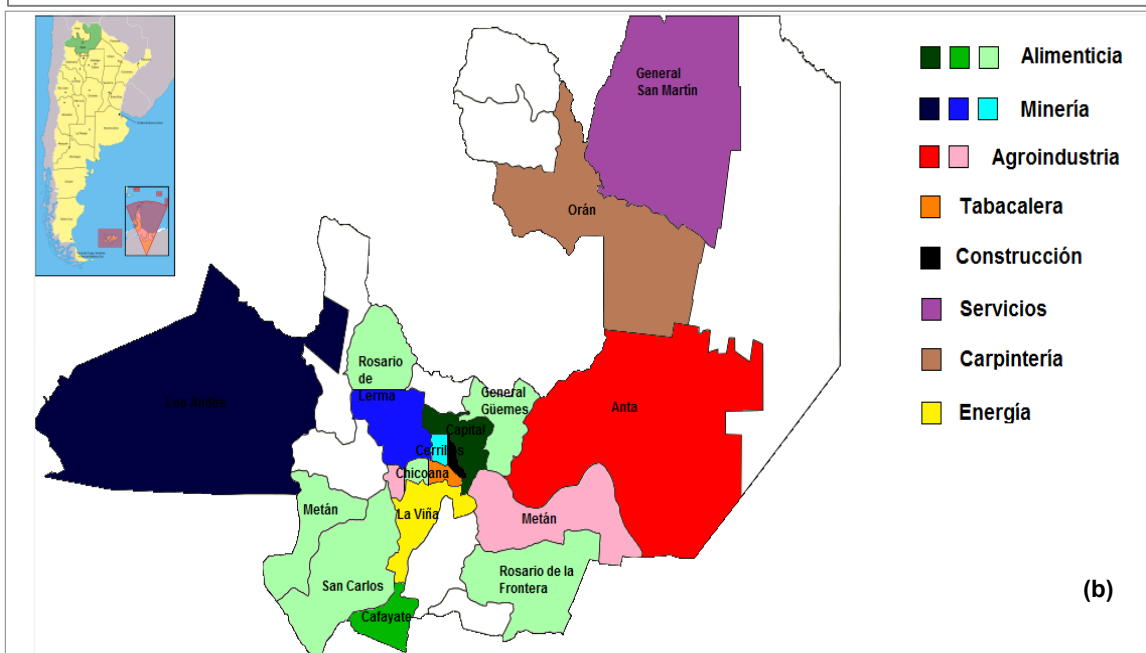 Alimenticia
Minería
Agroindustria
Tabacalera
Construcción
Servicios
Carpintería
Energía
General
San Martín
Orán
Rosario
de
Lerma
General
Güemes
Capital
Anta
Cerrillos
Chicoana
Metán
La Viña
Metán
San Carlos
Rosario de la
Frontera
Cafayate
(b)